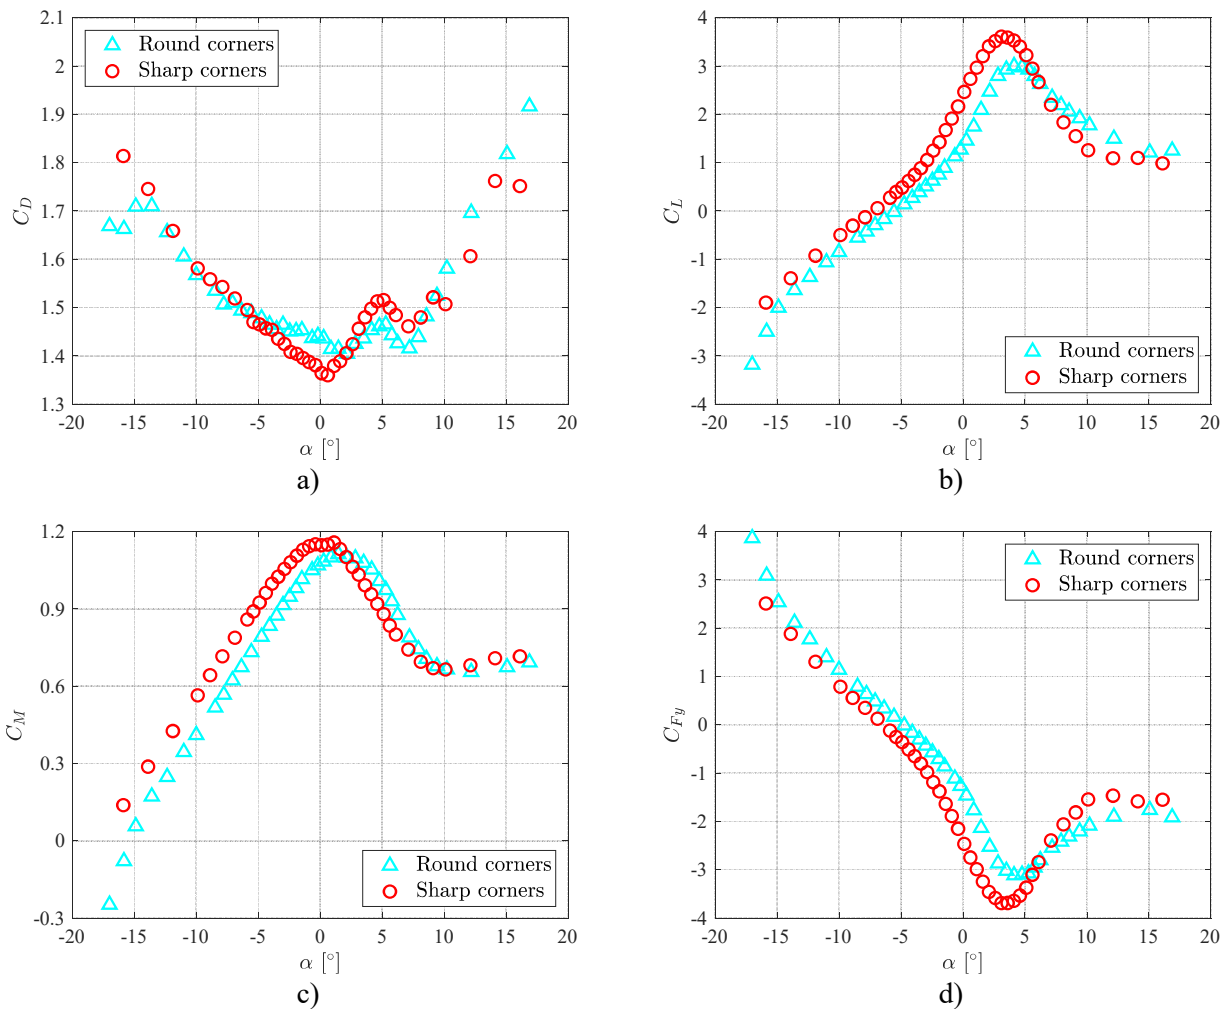 2.1
2
1.9
1.8
1.7
1.6
1.5
1.4
1.3
C_D
Round corners
Sharp corners
-20 -15 -10 -5 0 5 10 15 20
α [°]
a)
4
3
2
1
0
-1
-2
-3
-4
C_L
Round corners
Sharp corners
-20 -15 -10 -5 0 5 10 15 20
α [°]
b)
1.2
0.9
0.6
0.3
0
-0.3
C_M
Round corners
Sharp corners
-20 -15 -10 -5 0 5 10 15 20
α [°]
c)
4
3
2
1
0
-1
-2
-3
-4
C_{Fy}
Round corners
Sharp corners
-20 -15 -10 -5 0 5 10 15 20
α [°]
d)